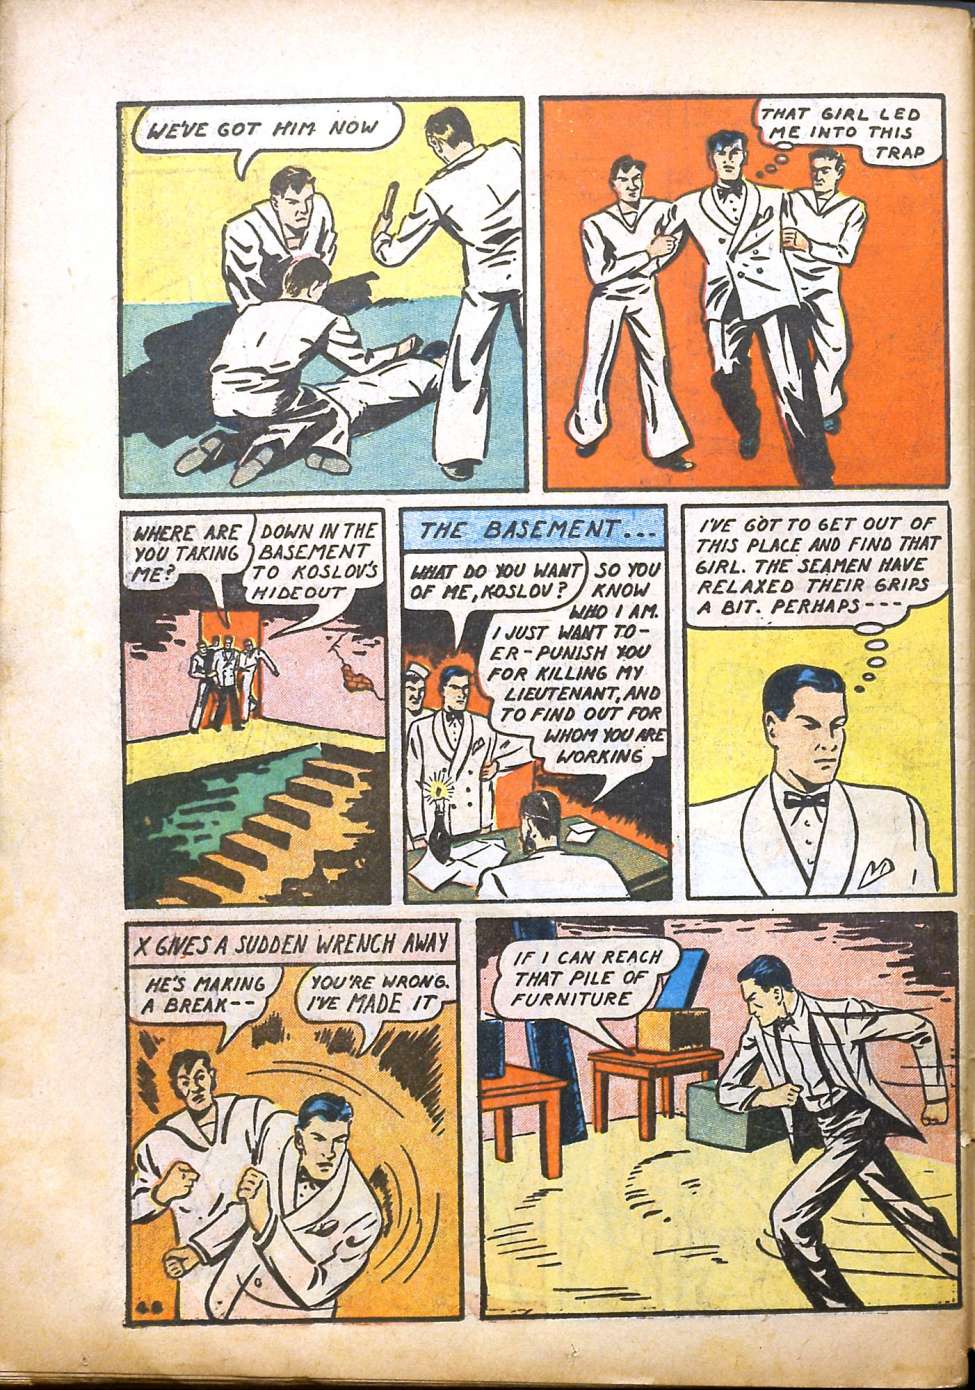 WE'VE GOT HIM NOW
THAT GIRL LED
ME INTO THIS
TRAP
WHERE ARE
YOU TAKING
ME?
DOWN IN THE
BASEMENT
TO KOSLOV'S
HIDEOUT
THE BASEMENT...
WHAT DO YOU WANT
OF ME, KOSLOV?
SO YOU
KNOW
WHO I AM.
I JUST WANT TO-
ER-PUNISH YOU
FOR KILLING MY
LIEUTENANT, AND
TO FIND OUT FOR
WHOM YOU ARE
WORKING
I'VE GOT TO GET OUT OF
THIS PLACE AND FIND THAT
GIRL. THE SEAMEN HAVE
RELAXED THEIR GRIPS
A BIT. PERHAPS---
X GIVES A SUDDEN WRENCH AWAY
HE'S MAKING
A BREAK--
YOU'RE WRONG.
I'VE MADE IT
IF I CAN REACH
THAT PILE OF
FURNITURE